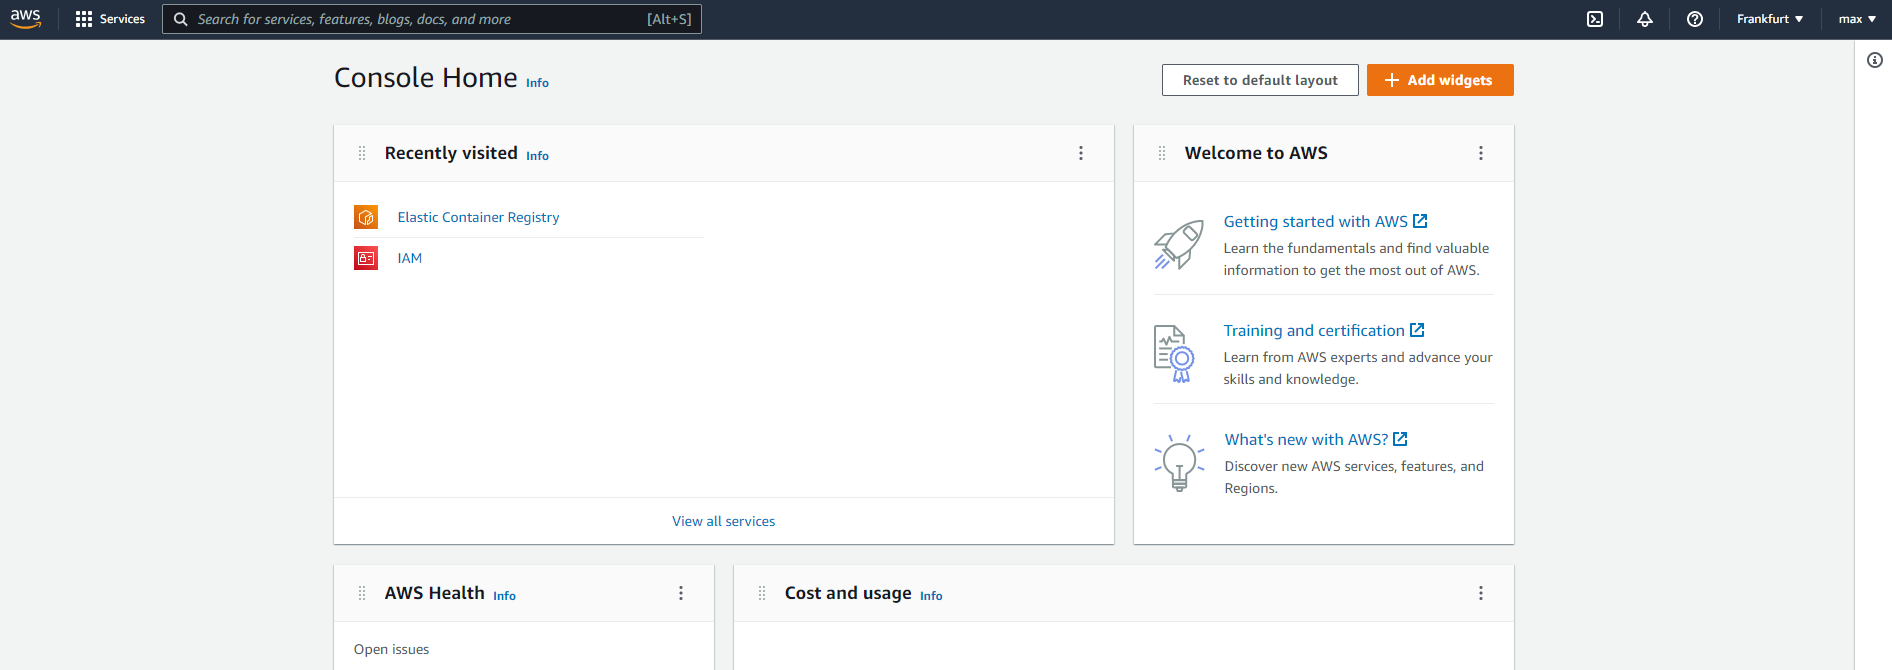 aws
Services
Search for services, features, blogs, docs, and more
[Alt+S]
Frankfurt
max
Console Home Info
Reset to default layout
Add widgets
Recently visited Info
Elastic Container Registry
IAM
View all services
Welcome to AWS
Getting started with AWS
Learn the fundamentals and find valuable
information to get the most out of AWS.
Training and certification
Learn from AWS experts and advance your
skills and knowledge.
What's new with AWS?
Discover new AWS services, features, and
Regions.
AWS Health Info
Open issues
Cost and usage Info